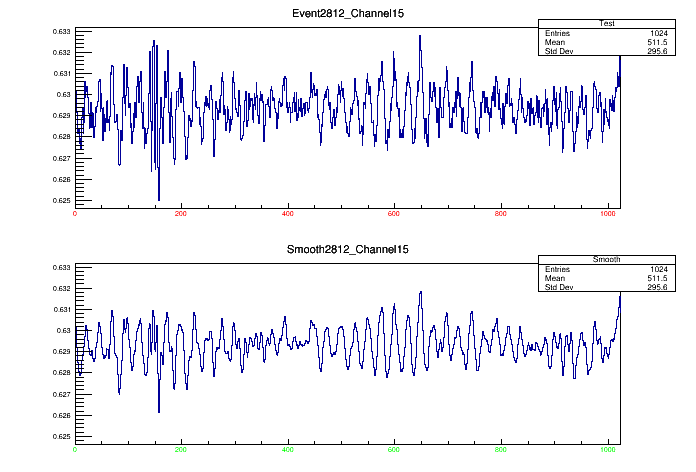 Event2812_Channel15
Test
Entries 1024
Mean 511.5
Std Dev 295.6
0.633
0.632
0.631
0.63
0.629
0.628
0.627
0.626
0.625
0 200 400 600 800 1000
Smooth2812_Channel15
Smooth
Entries 1024
Mean 511.5
Std Dev 295.6
0.633
0.632
0.631
0.63
0.629
0.628
0.627
0.626
0.625
0 200 400 600 800 1000